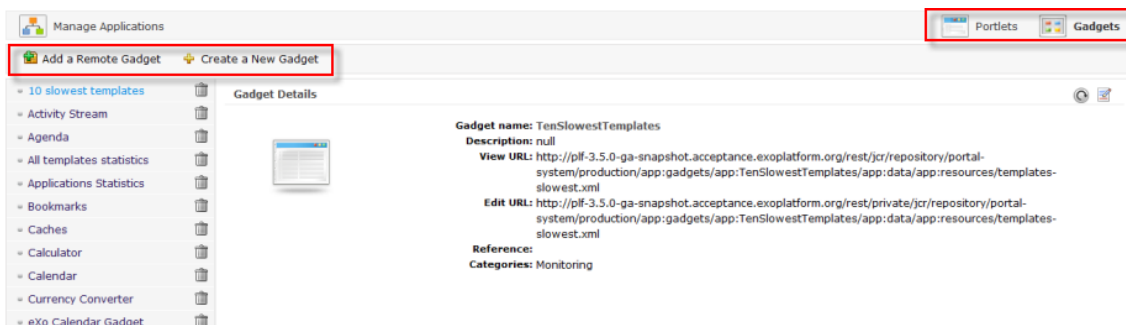 Manage Applications
Portlets
Gadgets
Add a Remote Gadget
Create a New Gadget
10 slowest templates
Activity Stream
Agenda
All templates statistics
Applications Statistics
Bookmarks
Caches
Calculator
Calendar
Currency Converter
eXo Calendar Gadget
Gadget Details
Gadget name: TenSlowestTemplates
Description: null
View URL: http://plf-3.5.0-ga-snapshot.acceptance.exoplatform.org/rest/jcr/repository/portal-
system/production/app:gadgets/app:TenSlowestTemplates/app:data/app:resources/templates-
slowest.xml
Edit URL: http://plf-3.5.0-ga-snapshot.acceptance.exoplatform.org/rest/private/jcr/repository/portal-
system/production/app:gadgets/app:TenSlowestTemplates/app:data/app:resources/templates-
slowest.xml
Reference:
Categories: Monitoring